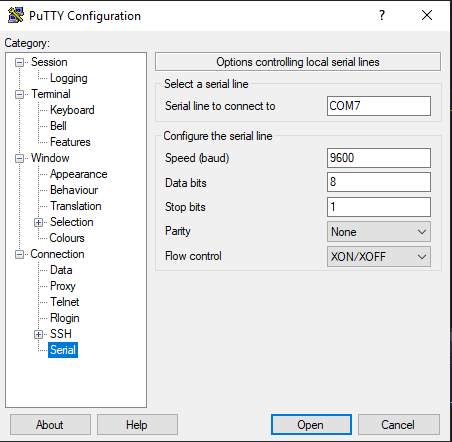 PuTTY Configuration
?
Category:
Session
Logging
Terminal
Keyboard
Bell
Features
Window
Appearance
Behaviour
Translation
Selection
Colours
Connection
Data
Proxy
Telnet
Rlogin
SSH
Serial
Options controlling local serial lines
Select a serial line
Serial line to connect to COM7
Configure the serial line
Speed (baud) 9600
Data bits 8
Stop bits 1
Parity None
Flow control XON/XOFF
About Help Open Cancel